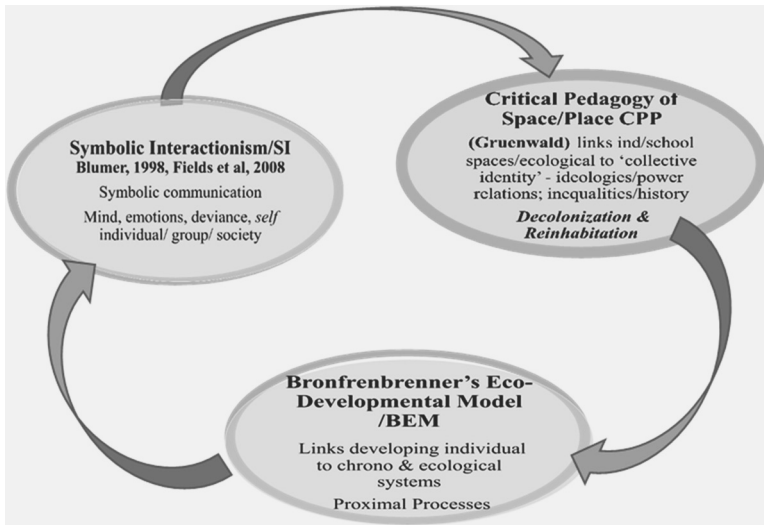 Symbolic Interactionism/SI
Blumer, 1998, Fields et al, 2008
Symbolic communication
Mind, emotions, deviance, self
individual/ group/ society
Critical Pedagogy of
Space/Place CPP
(Gruenwald) links ind/school
spaces/ecological to ‘collective
identity’ - ideologies/power
relations; inequalities/history
Decolonization &
Reinhabitation
Bronfrenbrenner’s Eco-
Developmental Model
/BEM
Links developing individual
to chrono & ecological
systems
Proximal Processes